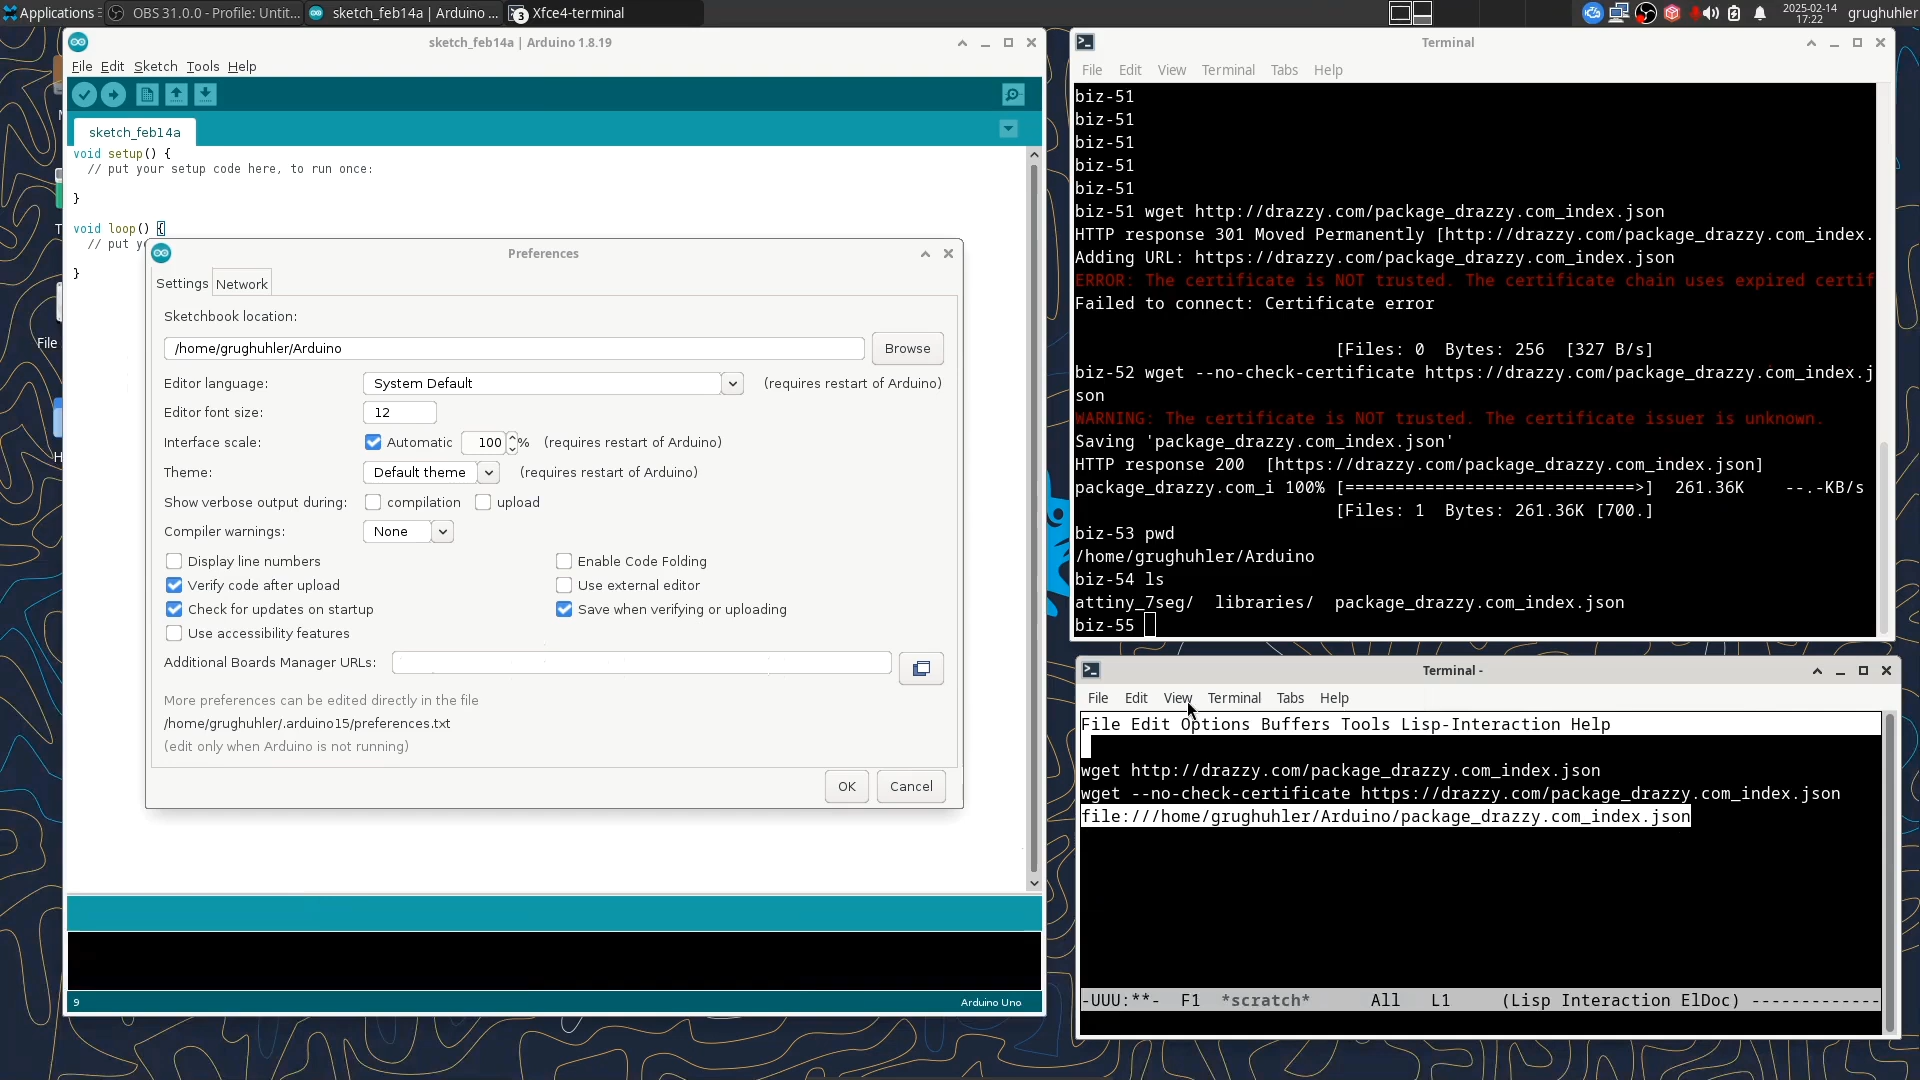 Applications
OBS 31.0.0 - Profile: Untit...
sketch_feb14a | Arduino ...
3
Xfce4-terminal
2025-02-14
17:22
grughuhler
sketch_feb14a | Arduino 1.8.19
File Edit Sketch Tools Help
sketch_feb14a
void setup() {
// put your setup code here, to run once:
}
void loop() {
// put y
}
File
Preferences
Settings
Network
Sketchbook location:
/home/grughuhler/Arduino
Browse
Editor language:
System Default
(requires restart of Arduino)
Editor font size:
12
Interface scale:
Automatic
100
%
(requires restart of Arduino)
Theme:
Default theme
(requires restart of Arduino)
Show verbose output during:
compilation
upload
Compiler warnings:
None
Display line numbers
Enable Code Folding
Verify code after upload
Use external editor
Check for updates on startup
Save when verifying or uploading
Use accessibility features
Additional Boards Manager URLs:
More preferences can be edited directly in the file
/home/grughuhler/.arduino15/preferences.txt
(edit only when Arduino is not running)
OK
Cancel
9
Arduino Uno
Terminal
File Edit View Terminal Tabs Help
biz-51
biz-51
biz-51
biz-51
biz-51
biz-51 wget http://drazzy.com/package_drazzy.com_index.json
HTTP response 301 Moved Permanently [http://drazzy.com/package_drazzy.com_index.
Adding URL: https://drazzy.com/package_drazzy.com_index.json
ERROR: The certificate is NOT trusted. The certificate chain uses expired certif
Failed to connect: Certificate error
[Files: 0  Bytes: 256  [327 B/s]
biz-52 wget --no-check-certificate https://drazzy.com/package_drazzy.com_index.j
son
WARNING: The certificate is NOT trusted. The certificate issuer is unknown.
Saving 'package_drazzy.com_index.json'
HTTP response 200  [https://drazzy.com/package_drazzy.com_index.json]
package_drazzy.com_i 100% [=============================>]  261.36K    --.-KB/s
[Files: 1  Bytes: 261.36K [700.]
biz-53 pwd
/home/grughuhler/Arduino
biz-54 ls
attiny_7seg/  libraries/  package_drazzy.com_index.json
biz-55
Terminal -
File Edit View Terminal Tabs Help
File Edit Options Buffers Tools Lisp-Interaction Help
wget http://drazzy.com/package_drazzy.com_index.json
wget --no-check-certificate https://drazzy.com/package_drazzy.com_index.json
file:///home/grughuhler/Arduino/package_drazzy.com_index.json
-UUU:**-  F1  *scratch*      All   L1     (Lisp Interaction ElDoc) -------------